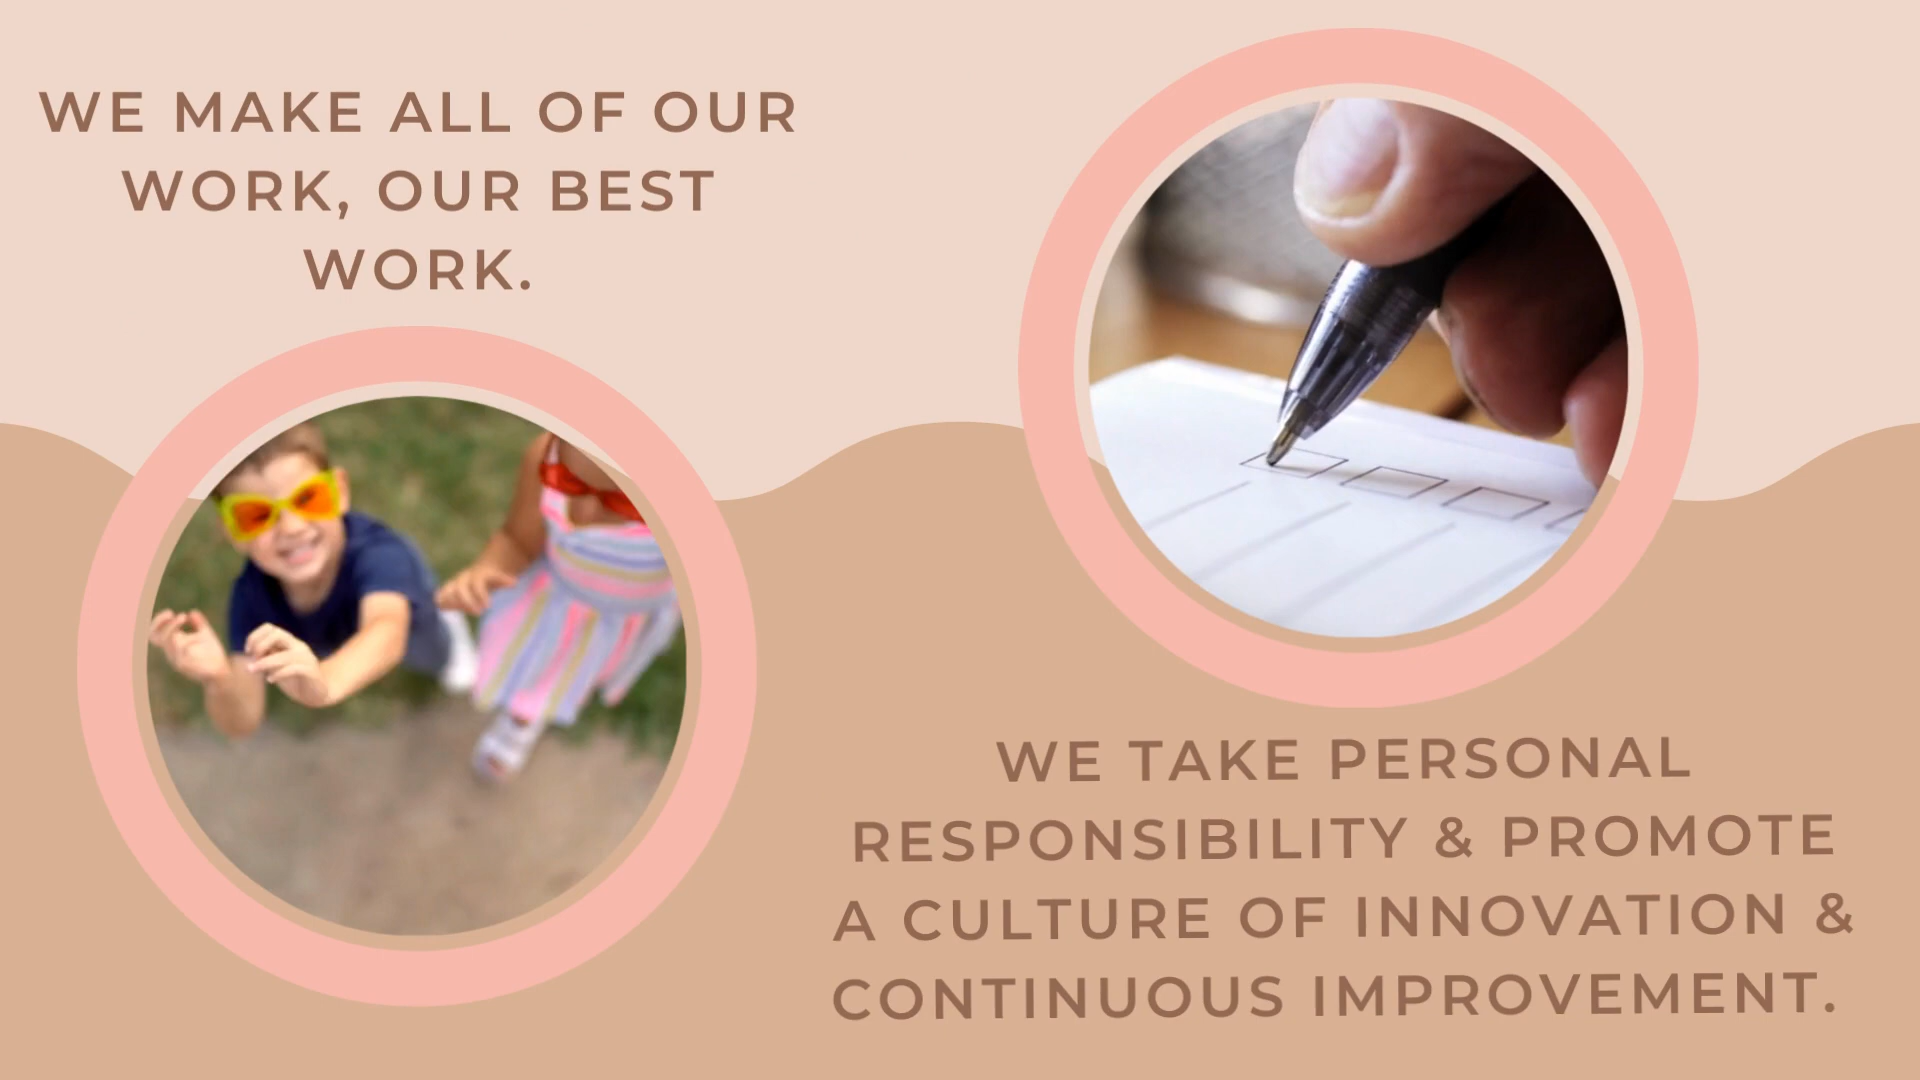 WE MAKE ALL OF OUR
WORK, OUR BEST
WORK.
WE TAKE PERSONAL
RESPONSIBILITY & PROMOTE
A CULTURE OF INNOVATION &
CONTINUOUS IMPROVEMENT.